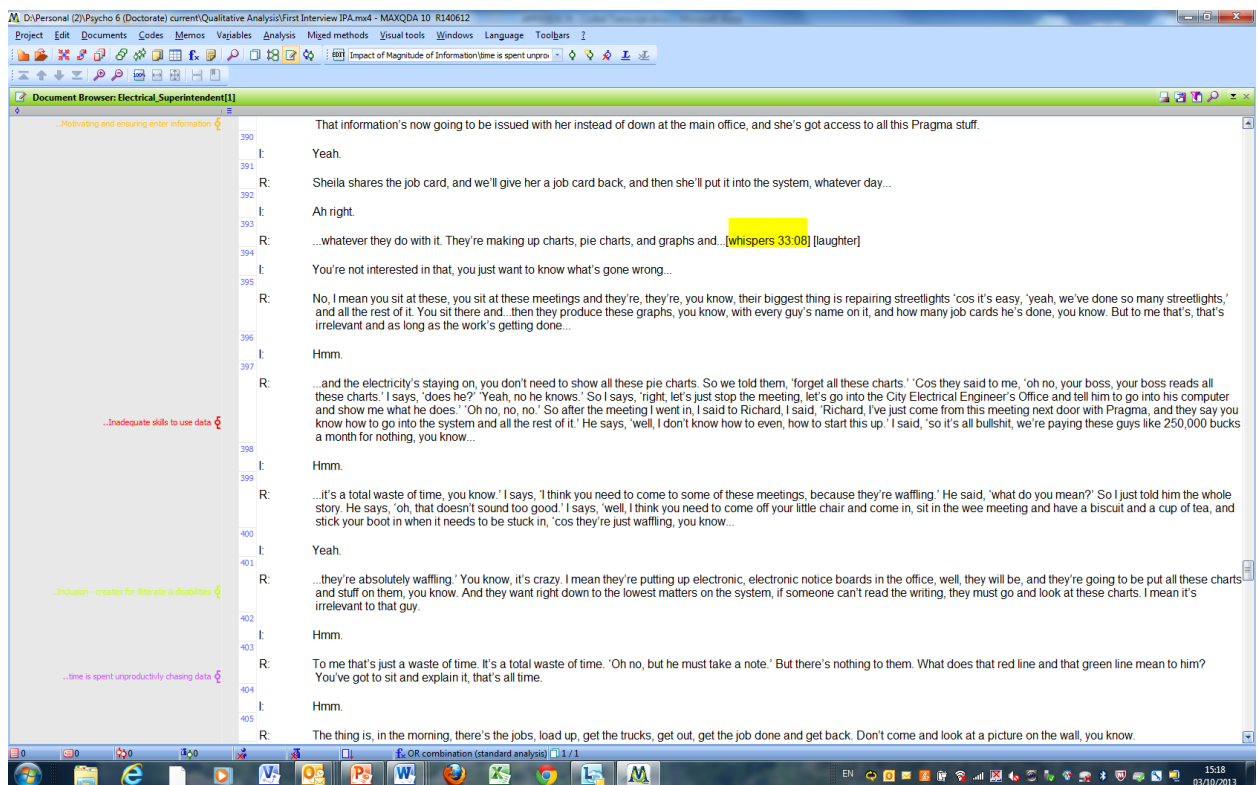 D:\Personal (2)\Psycho 6 (Doctorate) current\Qualitative Analysis\First Interview IPA.mx4 - MAXQDA 10 R140612
Project Edit Documents Codes Memos Variables Analysis Mixed methods Visual tools Windows Language Toolbars ?
EDIT Impact of Magnitude of Information\time is spent unpro
Document Browser: Electrical_Superintendent[1]
..Motivating and ensuring enter information
That information's now going to be issued with her instead of down at the main office, and she's got access to all this Pragma stuff.
390
I: Yeah.
391
R: Sheila shares the job card, and we'll give her a job card back, and then she'll put it into the system, whatever day...
392
I: Ah right.
393
R: ...whatever they do with it. They're making up charts, pie charts, and graphs and...[whispers 33:08] [laughter]
394
I: You're not interested in that, you just want to know what's gone wrong...
395
R: No, I mean you sit at these, you sit at these meetings and they're, they're, you know, their biggest thing is repairing streetlights 'cos it's easy, 'yeah, we've done so many streetlights,'
and all the rest of it. You sit there and...then they produce these graphs, you know, with every guy's name on it, and how many job cards he's done, you know. But to me that's, that's
irrelevant and as long as the work's getting done...
396
I: Hmm.
397
R: ...and the electricity's staying on, you don't need to show all these pie charts. So we told them, 'forget all these charts.' 'Cos they said to me, 'oh no, your boss, your boss reads all
these charts.' I says, 'does he?' 'Yeah, no he knows.' So I says, 'right, let's just stop the meeting, let's go into the City Electrical Engineer's Office and tell him to go into his computer
and show me what he does.' 'Oh no, no, no.' So after the meeting I went in, I said to Richard, I said, 'Richard, I've just come from this meeting next door with Pragma, and they say you
..Inadequate skills to use data
know how to go into the system and all the rest of it.' He says, 'well, I don't know how to even, how to start this up.' I said, 'so it's all bullshit, we're paying these guys like 250,000 bucks
a month for nothing, you know...
398
I: Hmm.
399
R: ...it's a total waste of time, you know.' I says, 'I think you need to come to some of these meetings, because they're waffling.' He said, 'what do you mean?' So I just told him the whole
story. He says, 'oh, that doesn't sound too good.' I says, 'well, I think you need to come off your little chair and come in, sit in the wee meeting and have a biscuit and a cup of tea, and
stick your boot in when it needs to be stuck in, 'cos they're just waffling, you know...
400
I: Yeah.
401
R: ...they're absolutely waffling.' You know, it's crazy. I mean they're putting up electronic, electronic notice boards in the office, well, they will be, and they're going to be put all these charts
..Inclusion - creates for illiterate & disabilities
and stuff on them, you know. And they want right down to the lowest matters on the system, if someone can't read the writing, they must go and look at these charts. I mean it's
irrelevant to that guy.
402
I: Hmm.
403
R: To me that's just a waste of time. It's a total waste of time. 'Oh no, but he must take a note.' But there's nothing to them. What does that red line and that green line mean to him?
..time is spent unproductivly chasing data
You've got to sit and explain it, that's all time.
404
I: Hmm.
405
R: The thing is, in the morning, there's the jobs, load up, get the trucks, get out, get the job done and get back. Don't come and look at a picture on the wall, you know.
0 0 0 0 OR combination (standard analysis) 1 / 1
EN 15:18
03/10/2013